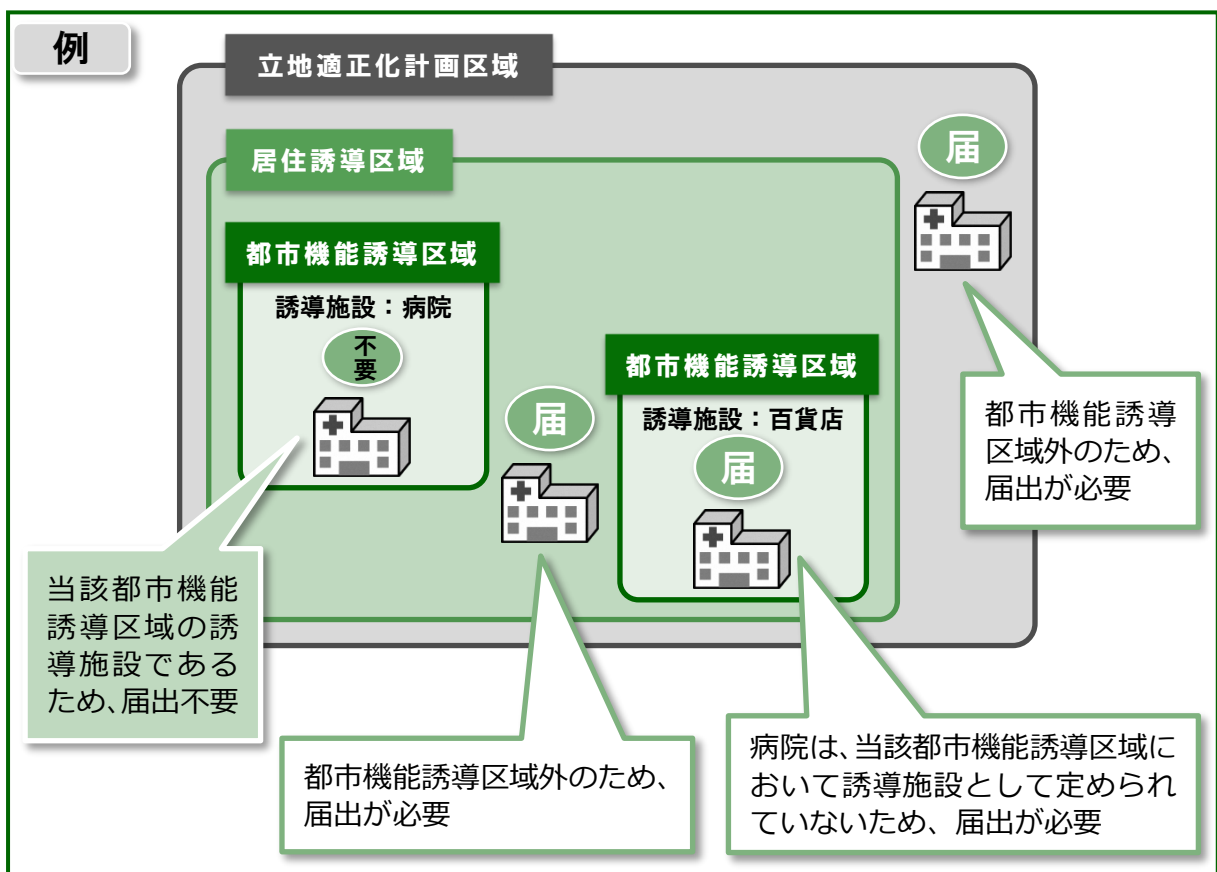 例
立地適正化計画区域
居住誘導区域
届
都市機能誘導区域
誘導施設：病院
不
要
都市機能誘導区域
誘導施設：百貨店
届
届
都市機能誘導
区域外のため、
届出が必要
当該都市機能
誘導区域の誘
導施設である
ため、届出不要
都市機能誘導区域外のため、
届出が必要
病院は、当該都市機能誘導区域に
おいて誘導施設として定められ
ていないため、届出が必要